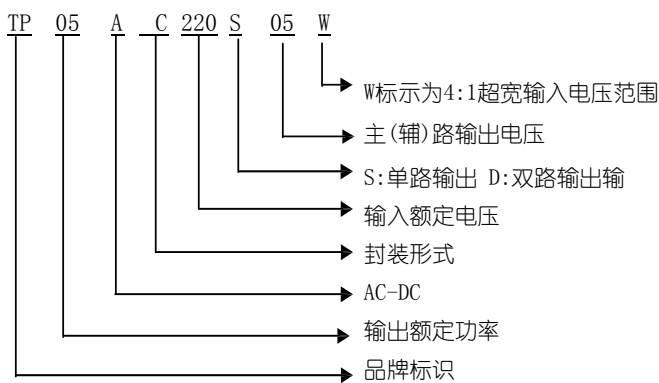 TP 05 A C 220 S 05 W
W标示为4:1超宽输入电压范围
主(辅)路输出电压
S:单路输出 D:双路输出输
输入额定电压
封装形式
AC-DC
输出额定功率
品牌标识